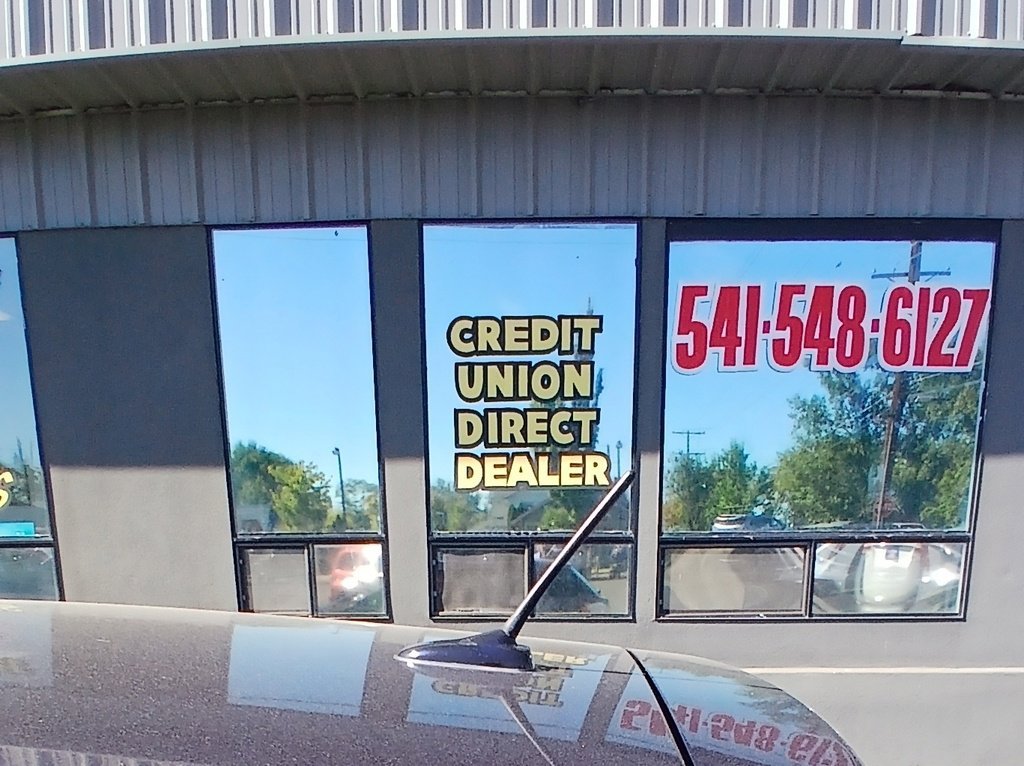 CREDIT
UNION
DIRECT
DEALER
541-548-6127